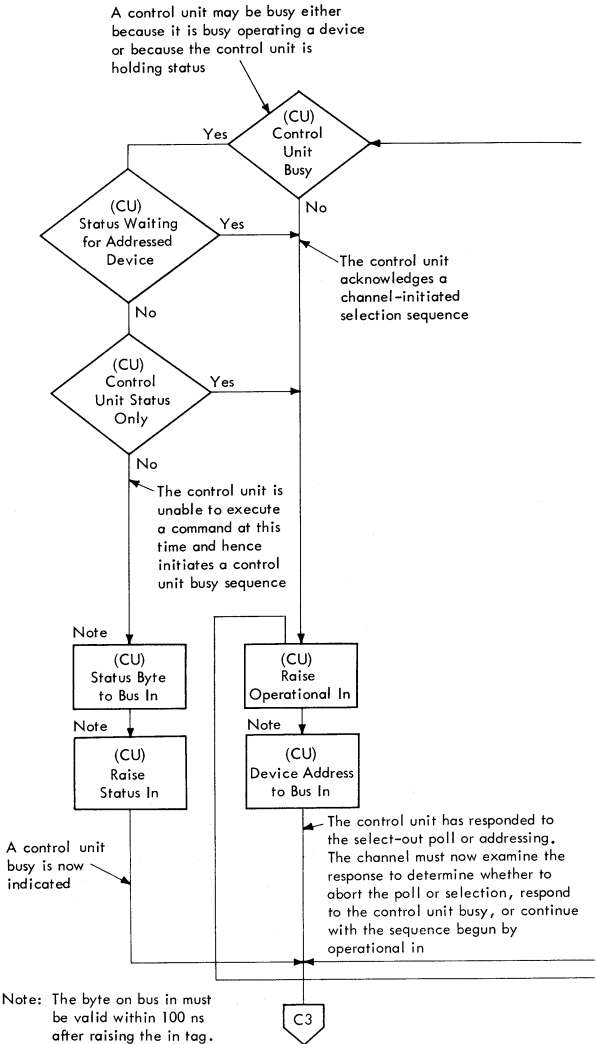 A control unit may be busy either
because it is busy operating a device
or because the control unit is
holding status
(CU)
Control
Unit
Busy
Yes
No
(CU)
Status Waiting
for Addressed
Device
Yes
No
The control unit
acknowledges a
channel-initiated
selection sequence
(CU)
Control
Unit Status
Only
Yes
No
The control unit is
unable to execute
a command at this
time and hence
initiates a control
unit busy sequence
Note
(CU)
Status Byte
to Bus In
Note
(CU)
Raise
Status In
(CU)
Raise
Operational In
Note
(CU)
Device Address
to Bus In
A control unit
busy is now
indicated
The control unit has responded to
the select-out poll or addressing.
The channel must now examine the
response to determine whether to
abort the poll or selection, respond
to the control unit busy, or continue
with the sequence begun by
operational in
Note: The byte on bus in must
be valid within 100 ns
after raising the in tag.
C3